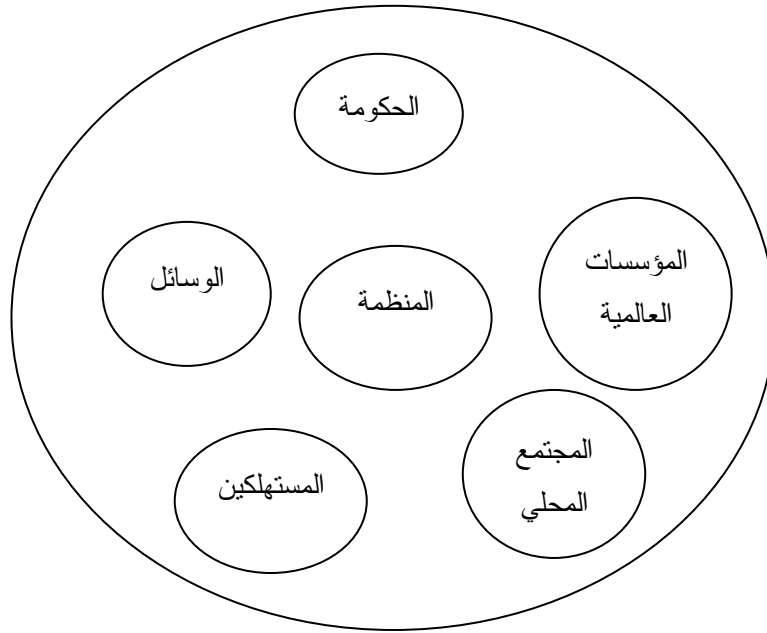 الحكومة
المؤسسات
العالمية
المنظمة
الوسائل
المجتمع
المحلي
المستهلكين